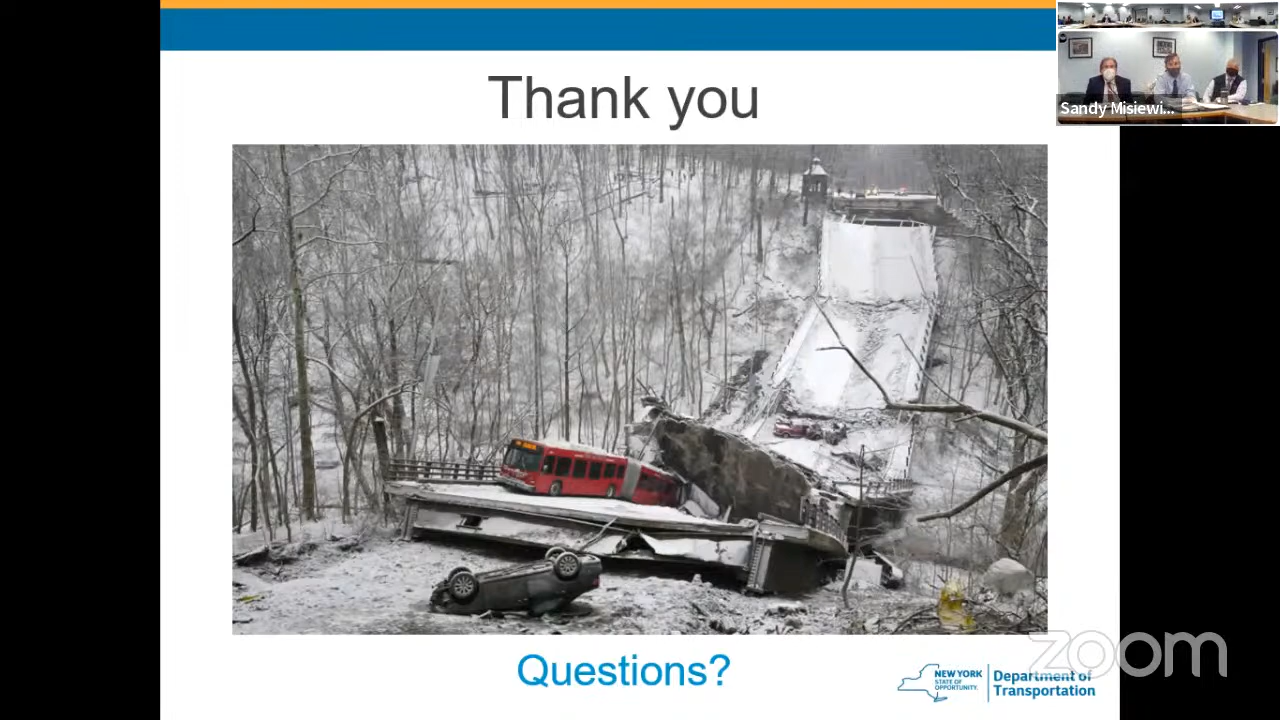 Thank you
Sandy Misiewi...
Questions?
NEW YORK
STATE OF
OPPORTUNITY.
Department of
Transportation
zoom